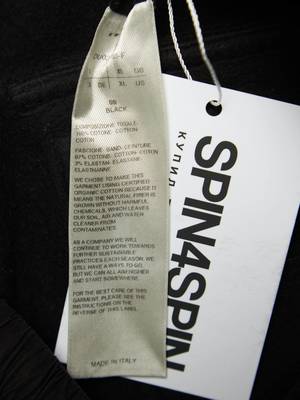 BLACK
COMPOSIZIONE TOTALE-
100% COTONE-COTTON
COTON
FASCIONE-BAND-CEINTURE
97% COTONE-COTTON-COTON
3% ELASTAN-ELASTANE
ELASTHANNE
WE CHOSE TO MAKE THIS
GARMENT USING CERTIFIED
ORGANIC COTTON BECAUSE IT
MEANS THE NATURAL FIBER IS
GROWN WITHOUT HARMFUL
CHEMICALS, WHICH LEAVES
OUR SOIL, AIR AND WATER
CLEANER FROM
CONTAMINATES.
AS A COMPANY WE WILL
CONTINUE TO WORK TOWARDS
FURTHER SUSTAINABLE
PRACTICES EACH SEASON. WE
STILL HAVE A WAYS TO GO,
BUT WE CAN ALL AIM HIGHER
AND START SOMEWHERE.
FOR THE BEST CARE OF THIS
GARMENT, PLEASE SEE THE
INSTRUCTIONS ON THE
REVERSE OF THIS LABEL.
MADE IN ITALY
SPIN4SPIN
КУПИЛ